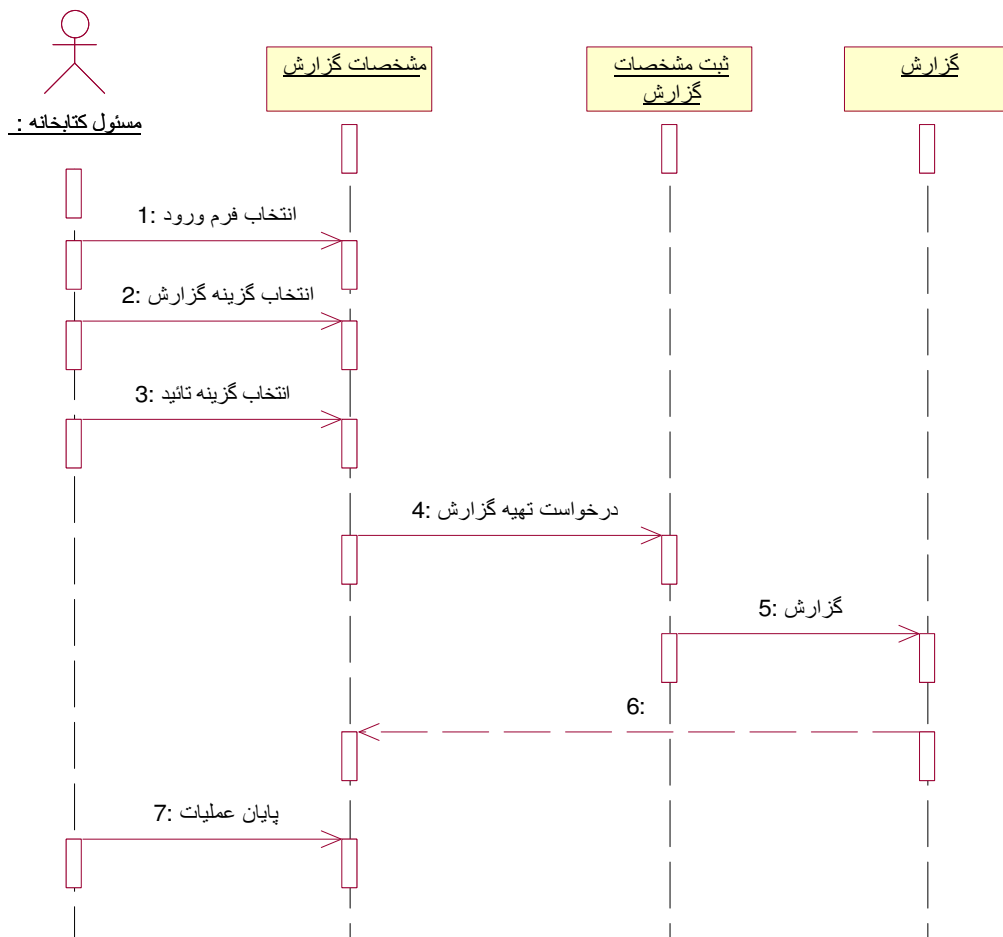 مشخصات گزارش
ثبت مشخصات
گزارش
گزارش
مسئول کتابخانه :
1: انتخاب فرم ورود
2: انتخاب گزینه گزارش
3: انتخاب گزینه تائید
4: درخواست تهیه گزارش
5: گزارش
6:
7: پایان عملیات